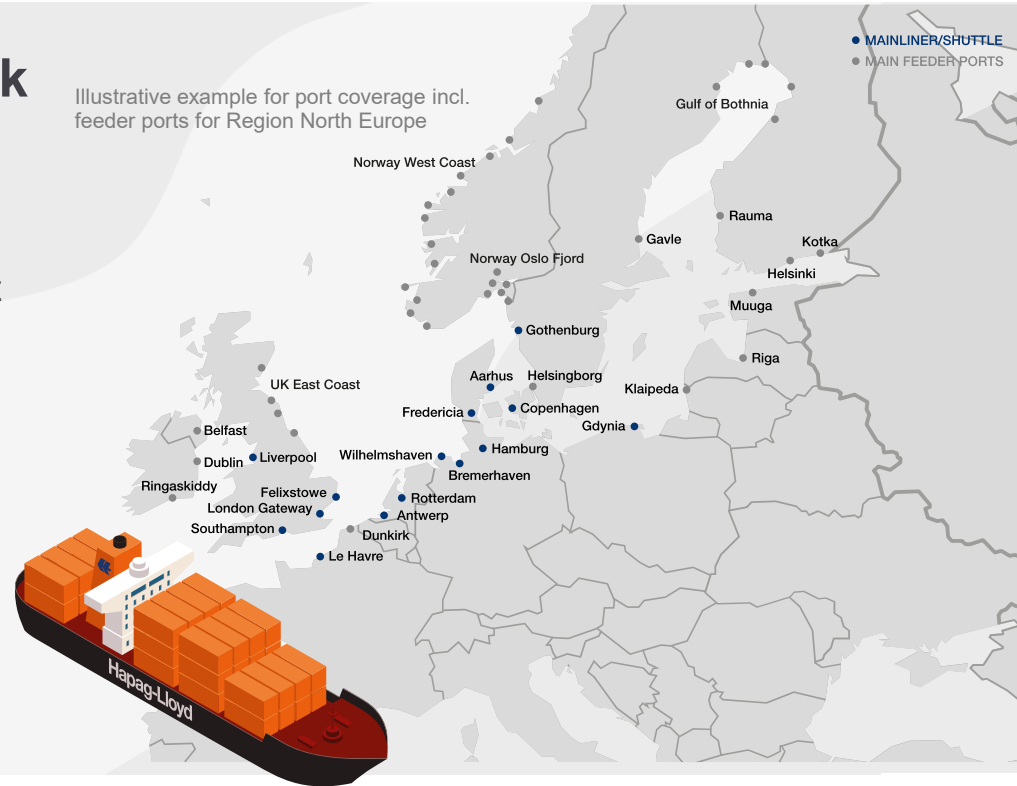 k
Illustrative example for port coverage incl.
feeder ports for Region North Europe
MAINLINER/SHUTTLE
MAIN FEEDER PORTS
Gulf of Bothnia
Norway West Coast
Rauma
Gavle
Kotka
Norway Oslo Fjord
Helsinki
Muuga
Gothenburg
Riga
Aarhus
Helsingborg
UK East Coast
Klaipeda
Fredericia
Copenhagen
Gdynia
Belfast
Hamburg
Liverpool
Wilhelmshaven
Dublin
Bremerhaven
Ringaskiddy
Felixstowe
Rotterdam
London Gateway
Antwerp
Southampton
Dunkirk
Le Havre
Hapag-Lloyd